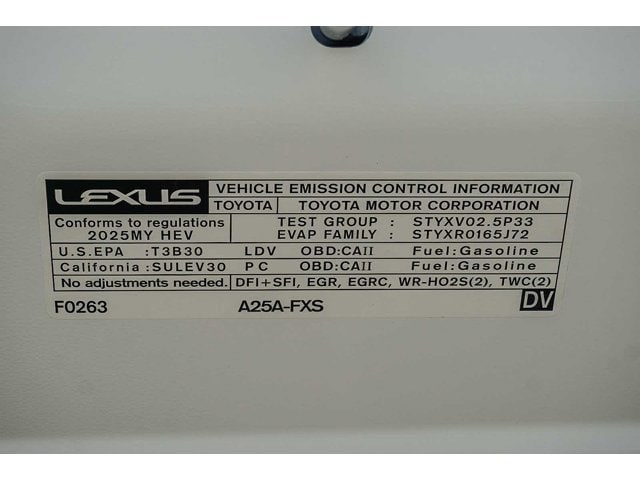 LEXUS VEHICLE EMISSION CONTROL INFORMATION
TOYOTA TOYOTA MOTOR CORPORATION
Conforms to regulations TEST GROUP : STYXV02.5P33
2025MY HEV EVAP FAMILY : STYXR0165J72
U.S.EPA :T3B30 LDV OBD:CAII Fuel:Gasoline
California :SULEV30 PC OBD:CAII Fuel:Gasoline
No adjustments needed. DFI+SFI, EGR, EGRC, WR-HO2S(2), TWC(2)
F0263 A25A-FXS DV